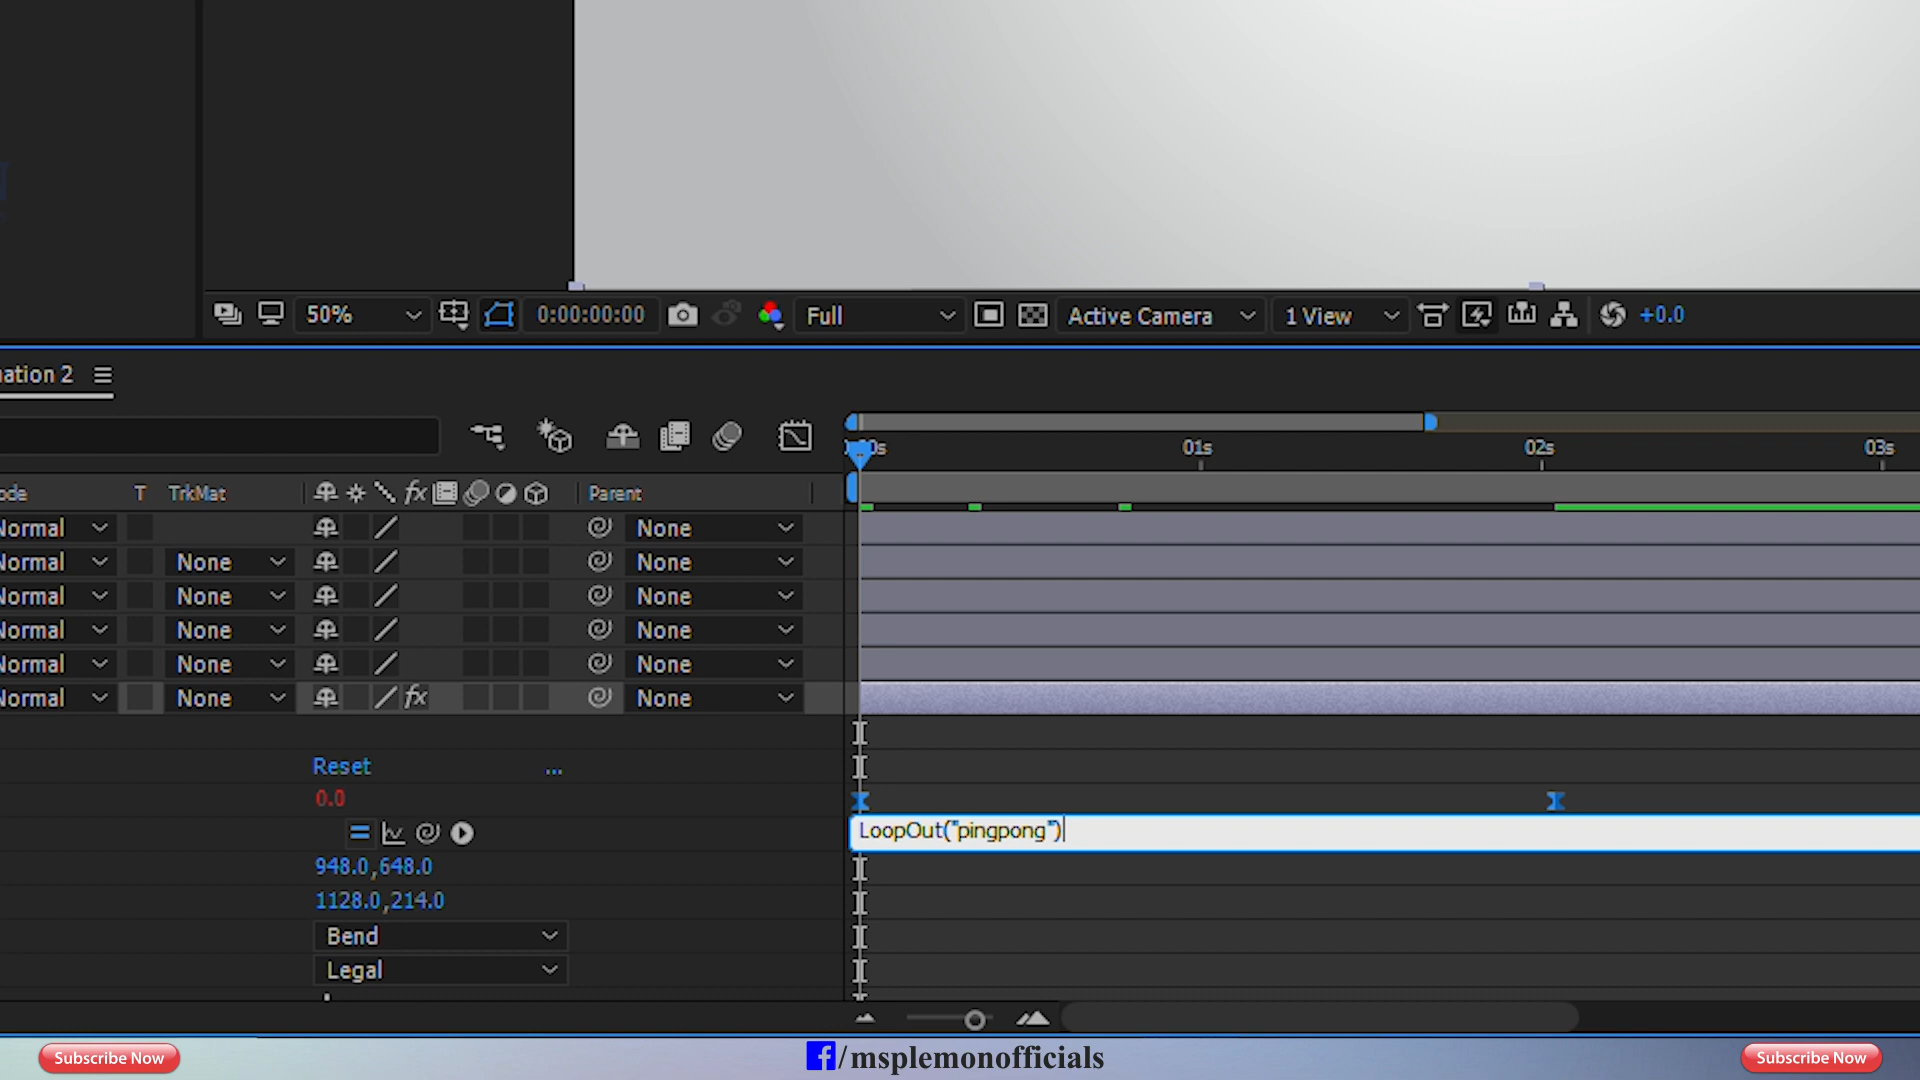 50%
0:00:00:00
Full
Active Camera
1 View
+0.0
ation 2
01s
02s
03s
ode T TrkMat fx Parent
Normal None
Normal None None
Normal None None
Normal None None
Normal None None
Normal None fx None
Reset ...
0.0
LoopOut("pingpong")
948.0,648.0
1128.0,214.0
Bend
Legal
Subscribe Now
f/msplemonofficials
Subscribe Now